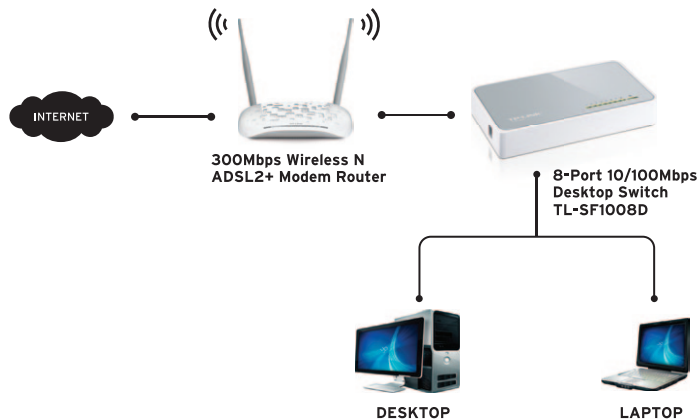 INTERNET
300Mbps Wireless N
ADSL2+ Modem Router
8-Port 10/100Mbps
Desktop Switch
TL-SF1008D
DESKTOP
LAPTOP